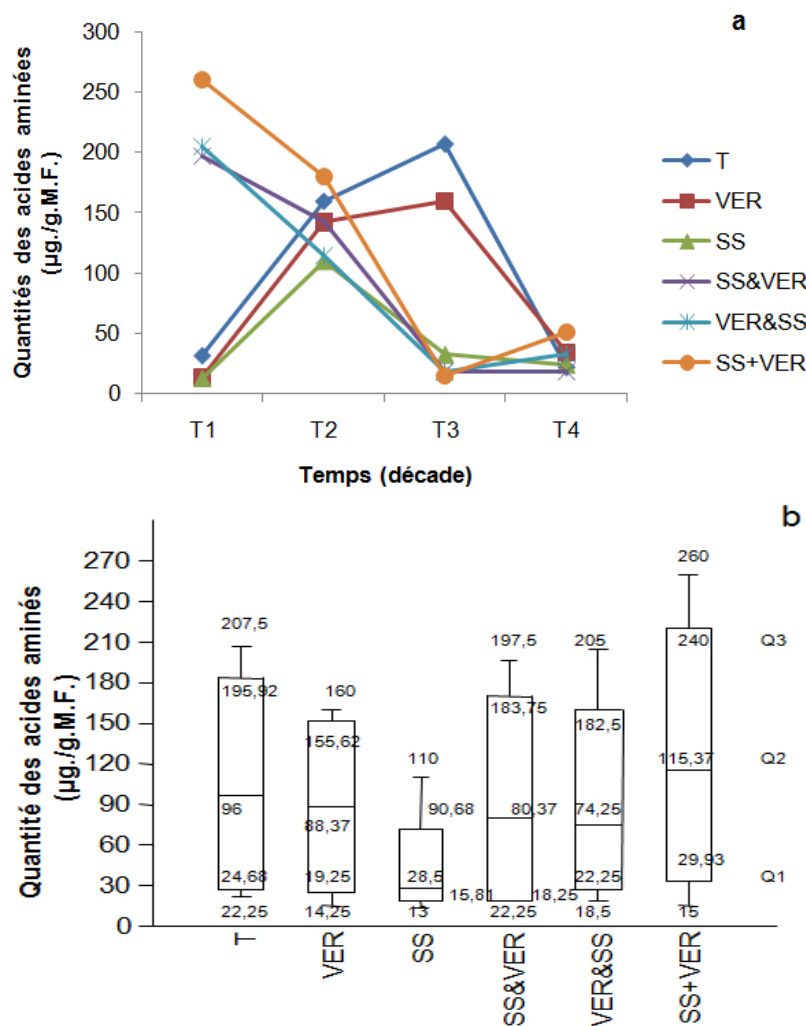 a
Quantités des acides aminées
(µg./g.M.F.)
300
250
200
150
100
50
0
T1 T2 T3 T4
Temps (décade)
T
VER
SS
SS&VER
VER&SS
SS+VER
b
Quantité des acides aminés
(µg./g.M.F.)
270
240
210
180
150
120
90
60
30
0
207,5
195,92
96
24,68
22,25
160
155,62
88,37
19,25
14,25
110
90,68
28,5
15,81
13
197,5
183,75
80,37
18,25
22,25
205
182,5
74,25
22,25
18,5
260
240
115,37
29,93
15
Q3
Q2
Q1
T
VER
SS
SS&VER
VER&SS
SS+VER